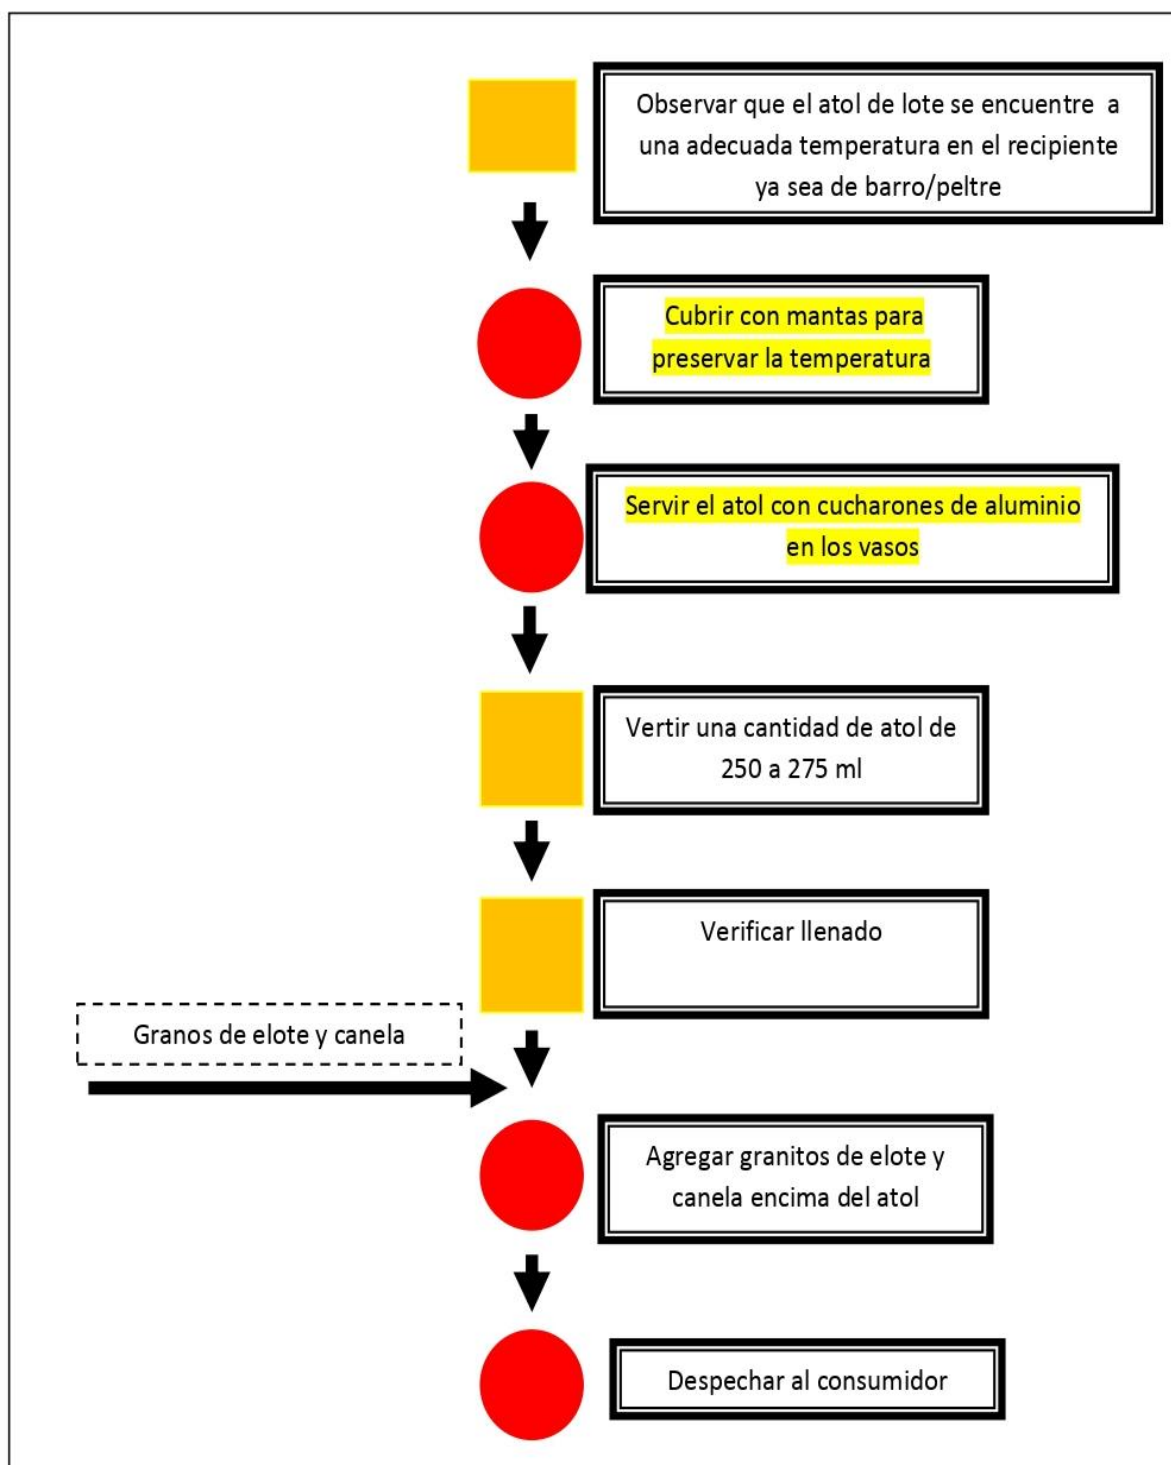 Observar que el atol de lote se encuentre a
una adecuada temperatura en el recipiente
ya sea de barro/peltre
Cubrir con mantas para
preservar la temperatura
Servir el atol con cucharones de aluminio
en los vasos
Vertir una cantidad de atol de
250 a 275 ml
Verificar llenado
Granos de elote y canela
Agregar granitos de elote y
canela encima del atol
Despechar al consumidor